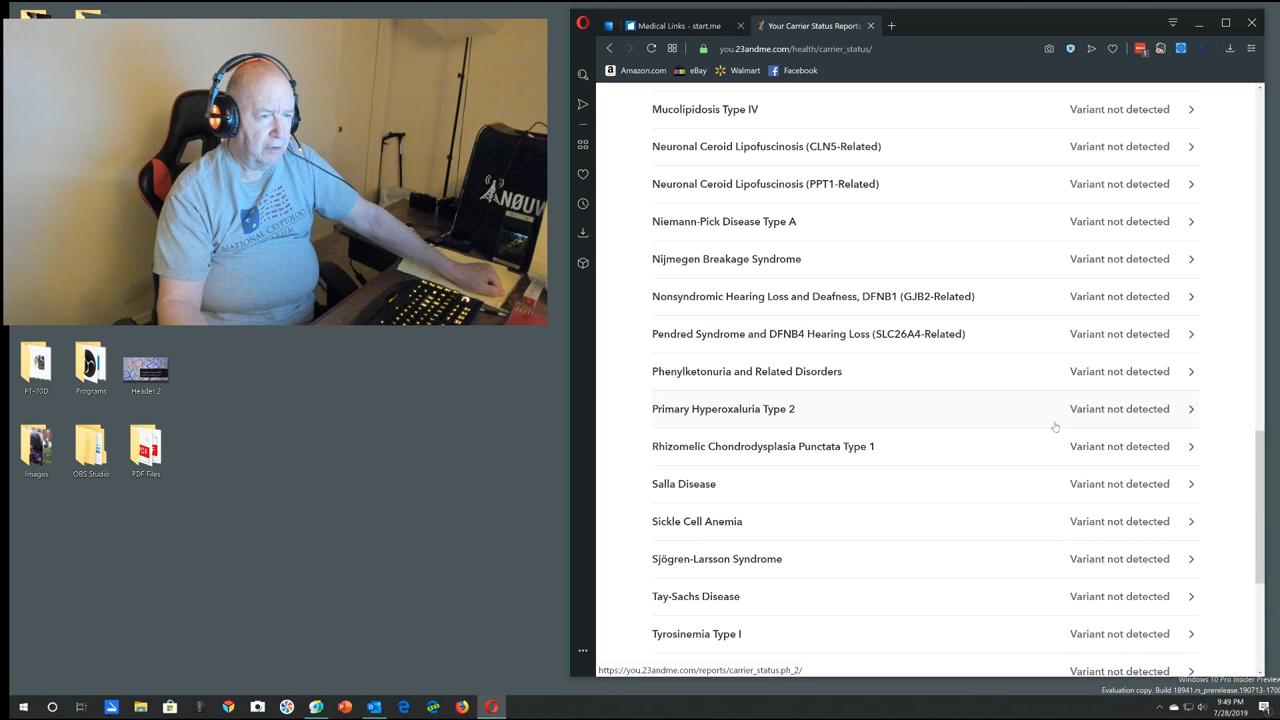 Medical Links - start.me
Your Carrier Status Reports
you.23andme.com/health/carrier_status/
Amazon.com eBay Walmart Facebook
Mucolipidosis Type IV Variant not detected
Neuronal Ceroid Lipofuscinosis (CLN5-Related) Variant not detected
Neuronal Ceroid Lipofuscinosis (PPT1-Related) Variant not detected
Niemann-Pick Disease Type A Variant not detected
Nijmegen Breakage Syndrome Variant not detected
Nonsyndromic Hearing Loss and Deafness, DFNB1 (GJB2-Related) Variant not detected
Pendred Syndrome and DFNB4 Hearing Loss (SLC26A4-Related) Variant not detected
Phenylketonuria and Related Disorders Variant not detected
Primary Hyperoxaluria Type 2 Variant not detected
Rhizomelic Chondrodysplasia Punctata Type 1 Variant not detected
Salla Disease Variant not detected
Sickle Cell Anemia Variant not detected
Sjögren-Larsson Syndrome Variant not detected
Tay-Sachs Disease Variant not detected
Tyrosinemia Type I Variant not detected
Variant not detected
https://you.23andme.com/reports/carrier_status.ph_2/
NATIONAL
FT-70D Programs Header 2
Images OBS Studio PDF Files
Windows 10 Pro Insider Preview
Evaluation copy. Build 18941.rs_prerelease.190713-1700
9:49 PM
7/28/2019